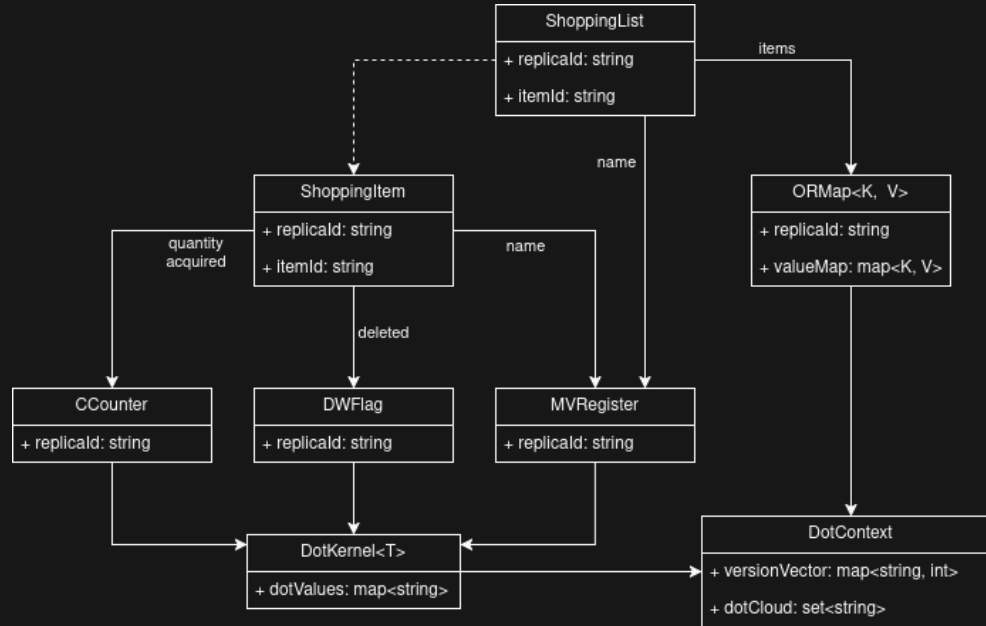 ShoppingList
+ replicaId: string
+ itemId: string
items
name
ShoppingItem
+ replicaId: string
+ itemId: string
quantity
acquired
name
deleted
ORMap<K, V>
+ replicaId: string
+ valueMap: map<K, V>
CCounter
+ replicaId: string
DWFlag
+ replicaId: string
MVRegister
+ replicaId: string
DotKernel<T>
+ dotValues: map<string>
DotContext
+ versionVector: map<string, int>
+ dotCloud: set<string>